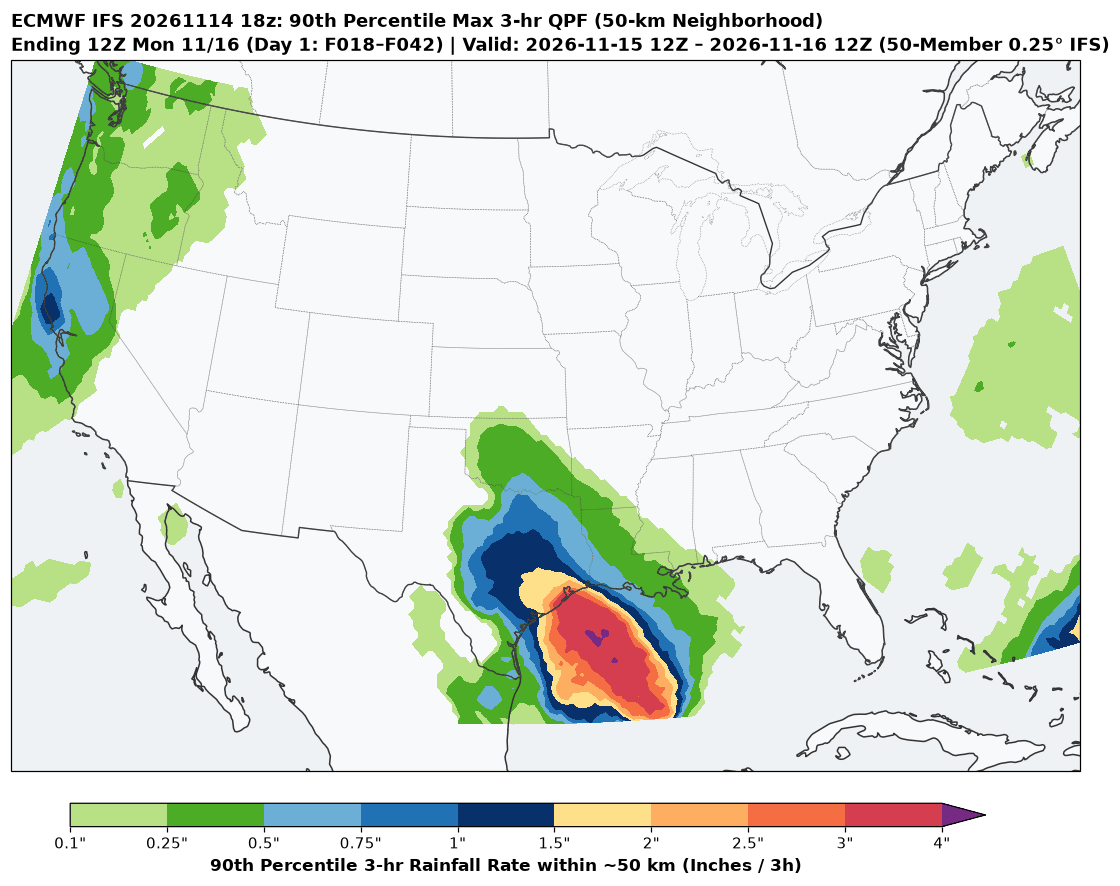 ECMWF IFS 20261114 18z: 90th Percentile Max 3-hr QPF (50-km Neighborhood)
Ending 12Z Mon 11/16 (Day 1: F018–F042) | Valid: 2026-11-15 12Z – 2026-11-16 12Z (50-Member 0.25° IFS)
0.1" 0.25" 0.5" 0.75" 1" 1.5" 2" 2.5" 3" 4"
90th Percentile 3-hr Rainfall Rate within ~50 km (Inches / 3h)